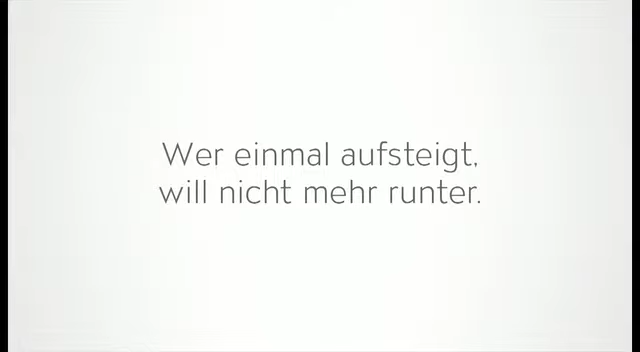 Wer einmal aufsteigt,
will nicht mehr runter.